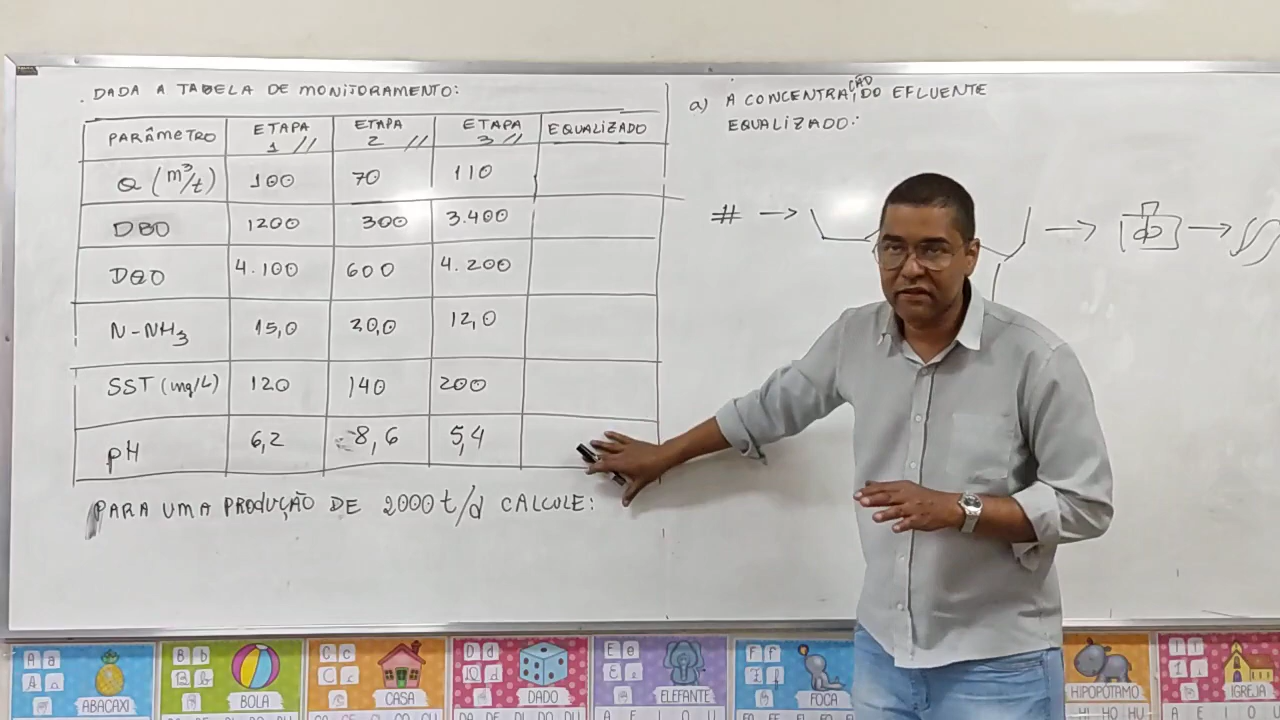 DADA A TABELA DE MONITORAMENTO:
PARÂMETRO ETAPA 1 // ETAPA 2 // ETAPA 3 // EQUALIZADO
Q (m³/t) 100 70 110
DBO 1200 300 3.400
DQO 4.100 600 4.200
N-NH3 15,0 20,0 12,0
SST (mg/L) 120 140 200
pH 6,2 8,6 5,4
PARA UMA PRODUÇÃO DE 2000 t/d CALCULE:
a) A CONCENTRAÇÃO DO EFLUENTE
EQUALIZADO:
# → → →
A a
ABACAXI
B b
BOLA
C c
CASA
D d
DADO
E e
ELEFANTE
F f
FOCA
HIPOPÓTAMO
I i
IGREJA